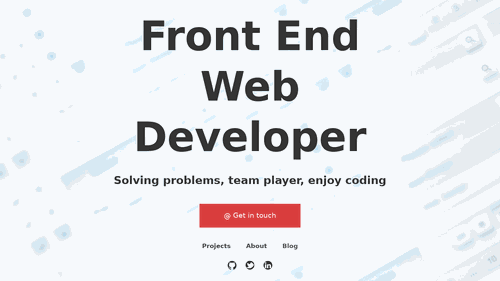 Front End
Web
Developer
Solving problems, team player, enjoy coding
@ Get in touch
Projects About Blog